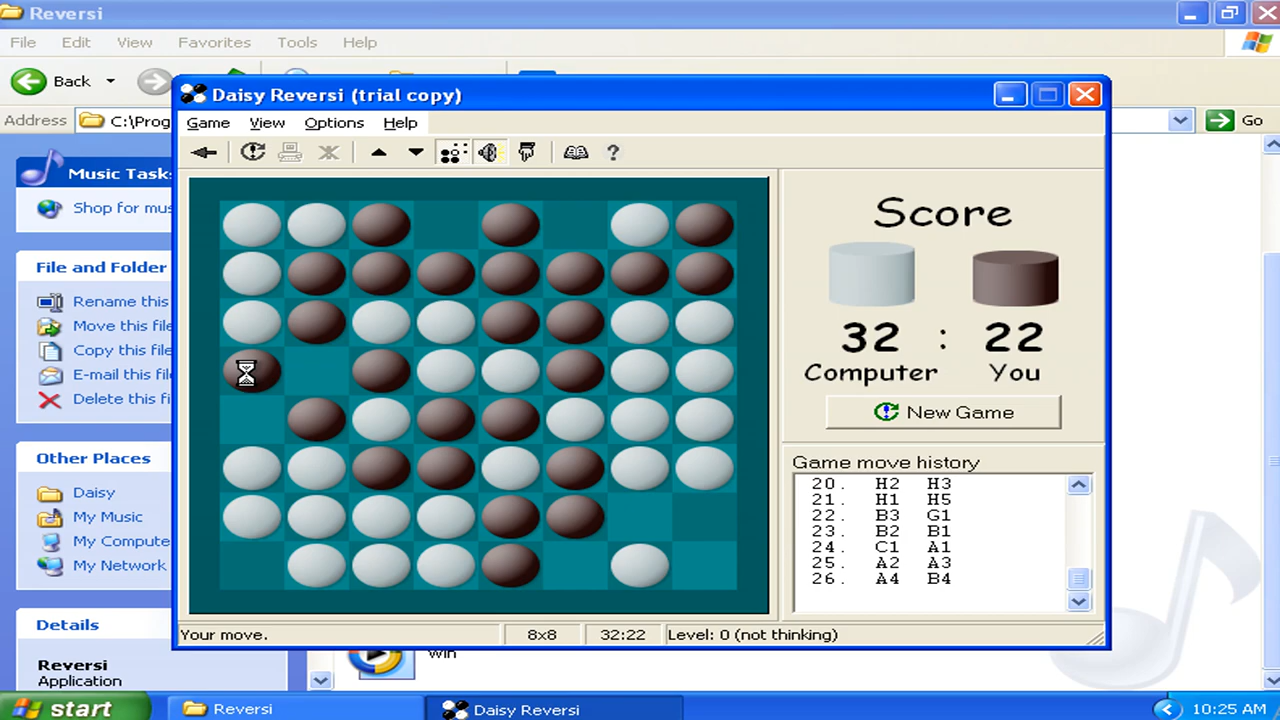 Reversi
File Edit View Favorites Tools Help
Back
Address C:\Prog Go
Daisy Reversi (trial copy)
Game View Options Help
Music Task
Shop for mus
File and Folder
Rename this
Move this file
Copy this file
E-mail this file
Delete this fi
Other Places
Daisy
My Music
My Compute
My Network
Details
Reversi
Application
?
Score
32 : 22
Computer You
New Game
Game move history
20. H2 H3
21. H1 H5
22. B3 G1
23. B2 B1
24. C1 A1
25. A2 A3
26. A4 B4
Your move. 8x8 32:22 Level: 0 (not thinking)
win
start Reversi Daisy Reversi 10:25 AM